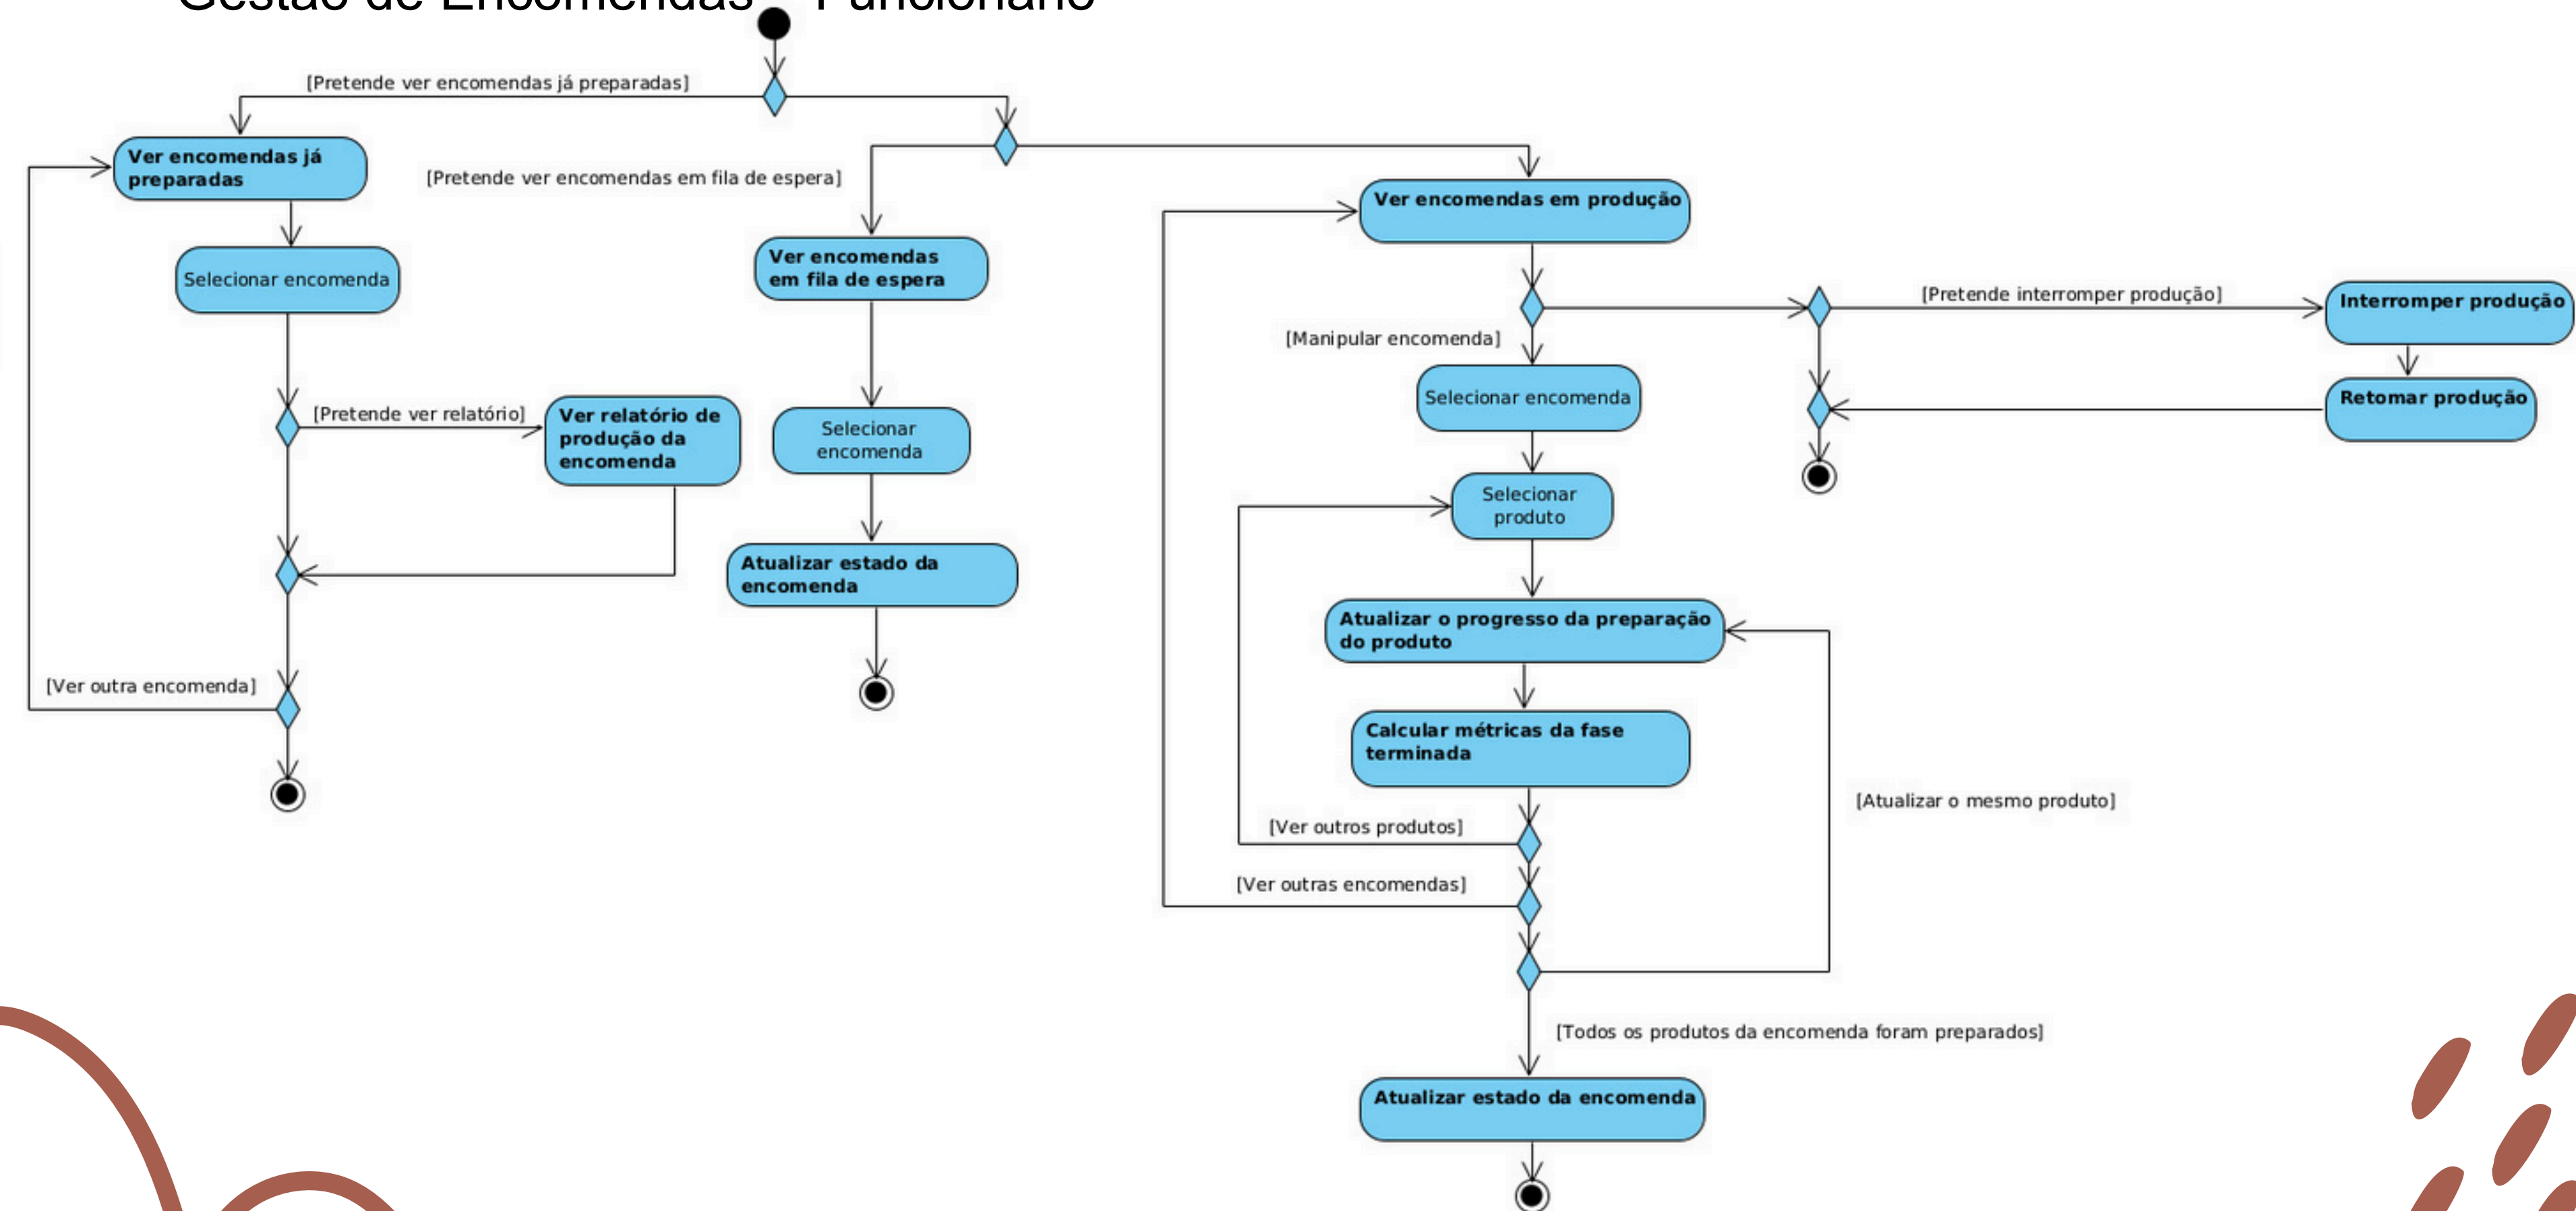 Gestão de Encomendas - Funcionário
[Pretende ver encomendas já preparadas]
Ver encomendas já
preparadas
Selecionar encomenda
[Pretende ver relatório]
Ver relatório de
produção da
encomenda
[Ver outra encomenda]
[Pretende ver encomendas em fila de espera]
Ver encomendas
em fila de espera
Selecionar
encomenda
Atualizar estado da
encomenda
Ver encomendas em produção
[Manipular encomenda]
Selecionar encomenda
Selecionar
produto
Atualizar o progresso da preparação
do produto
Calcular métricas da fase
terminada
[Ver outros produtos]
[Ver outras encomendas]
[Atualizar o mesmo produto]
[Todos os produtos da encomenda foram preparados]
Atualizar estado da encomenda
[Pretende interromper produção]
Interromper produção
Retomar produção